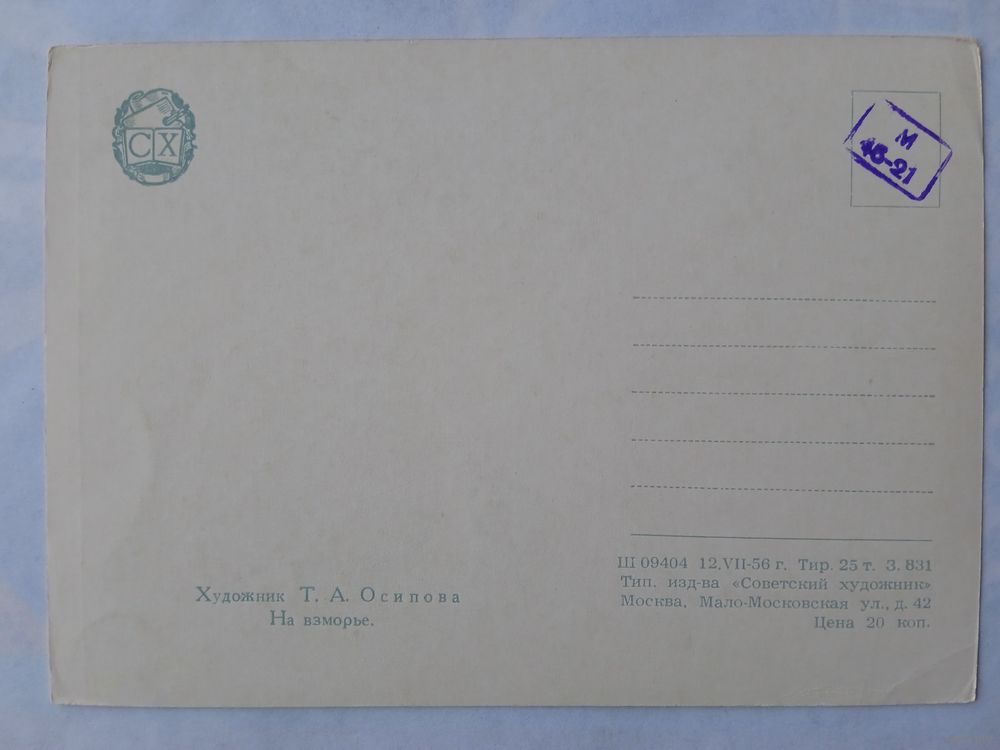 СХ
М
15-21
Художник Т. А. Осипова
На взморье.
Ш 09404 12.VII-56 г. Тир. 25 т. З. 831
Тип. изд-ва «Советский художник»
Москва, Мало-Московская ул., д. 42
Цена 20 коп.